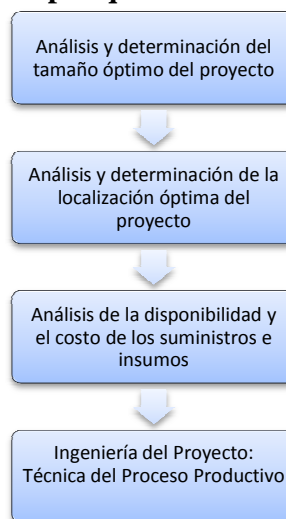 Análisis y determinación del
tamaño óptimo del proyecto
Análisis y determinación de la
localización óptima del
proyecto
Análisis de la disponibilidad y
el costo de los suministros e
insumos
Ingeniería del Proyecto:
Técnica del Proceso Productivo